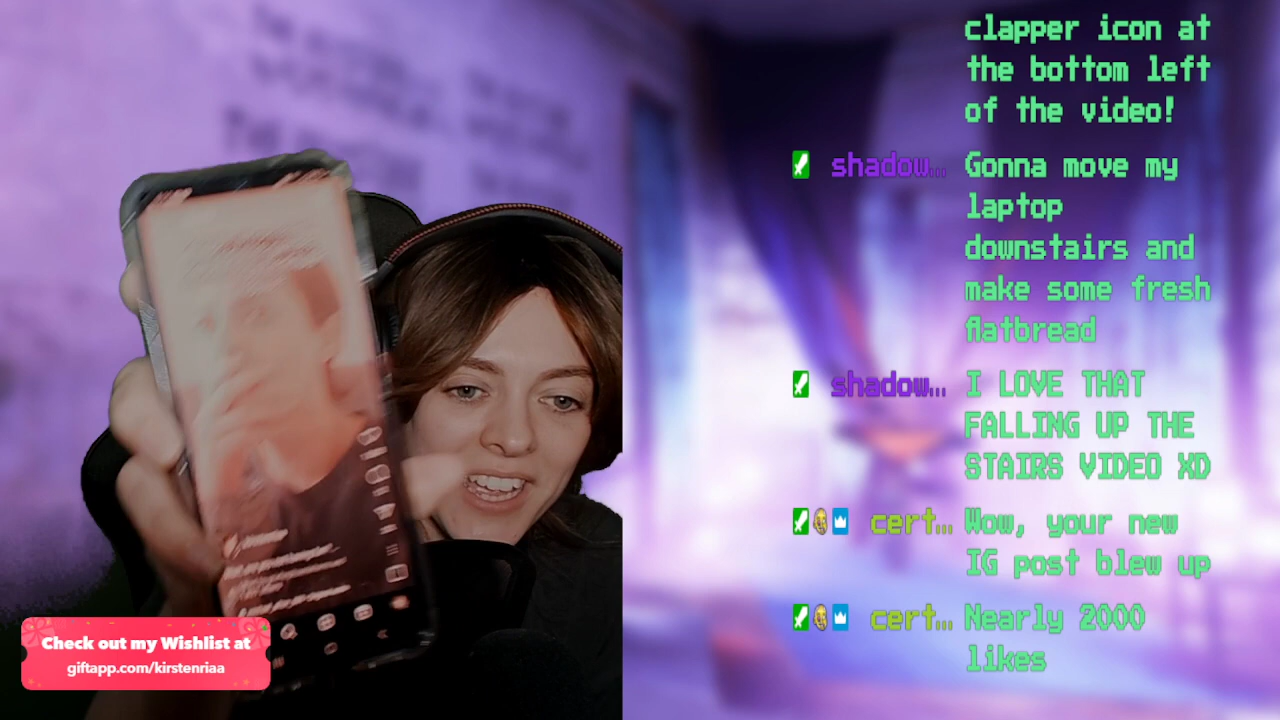 clapper icon at
the bottom left
of the video!
shadow... Gonna move my
laptop
downstairs and
make some fresh
flatbread
shadow... I LOVE THAT
FALLING UP THE
STAIRS VIDEO XD
cert... Wow, your new
IG post blew up
cert... Nearly 2000
likes
Check out my Wishlist at
giftapp.com/kirstenriaa